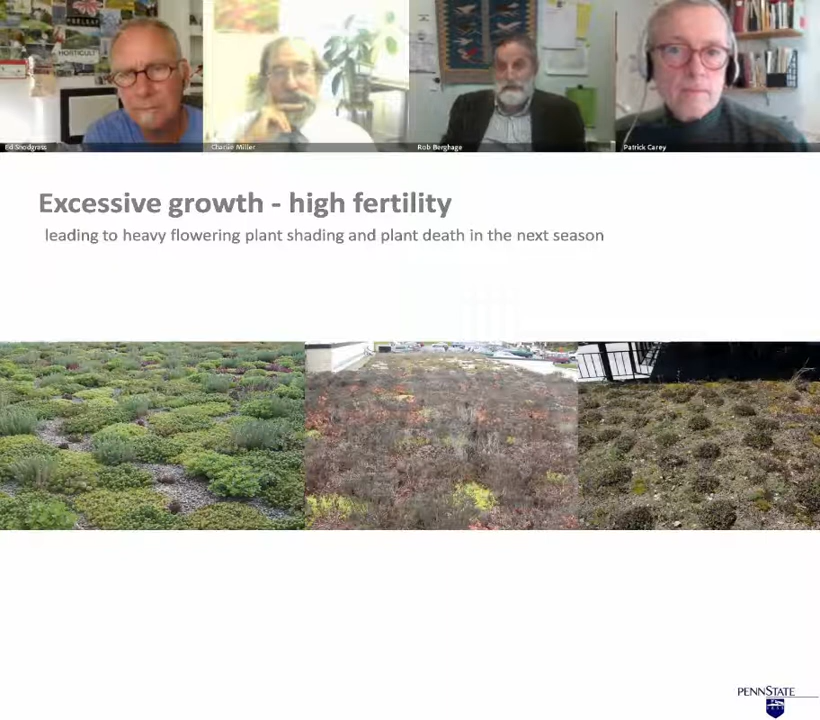 HORTICULT
Ed Snodgrass
Charlie Miller
Rob Berghage
Patrick Carey
Excessive growth - high fertility
leading to heavy flowering plant shading and plant death in the next season
PENNSTATE